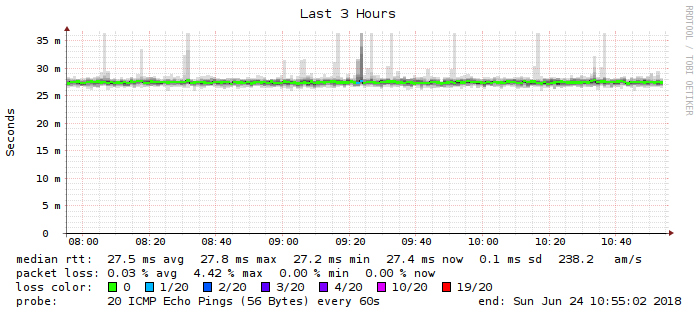 Last 3 Hours
RRDTOOL / TOBI OETIKER
Seconds
35 m
30 m
25 m
20 m
15 m
10 m
5 m
0
08:00 08:20 08:40 09:00 09:20 09:40 10:00 10:20 10:40
median rtt: 27.5 ms avg 27.8 ms max 27.2 ms min 27.4 ms now 0.1 ms sd 238.2 am/s
packet loss: 0.03 % avg 4.42 % max 0.00 % min 0.00 % now
loss color: 0 1/20 2/20 3/20 4/20 10/20 19/20
probe: 20 ICMP Echo Pings (56 Bytes) every 60s end: Sun Jun 24 10:55:02 2018